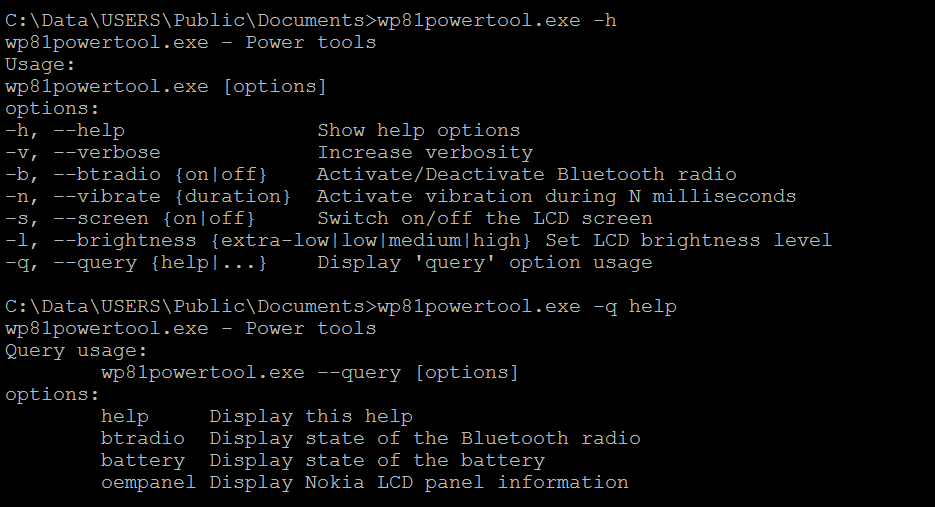 C:\Data\USERS\Public\Documents>wp81powertool.exe -h
wp81powertool.exe - Power tools
Usage:
wp81powertool.exe [options]
options:
-h, --help                Show help options
-v, --verbose             Increase verbosity
-b, --btradio {on|off}    Activate/Deactivate Bluetooth radio
-n, --vibrate {duration}  Activate vibration during N milliseconds
-s, --screen {on|off}     Switch on/off the LCD screen
-l, --brightness {extra-low|low|medium|high} Set LCD brightness level
-q, --query {help|...}    Display 'query' option usage

C:\Data\USERS\Public\Documents>wp81powertool.exe -q help
wp81powertool.exe - Power tools
Query usage:
        wp81powertool.exe --query [options]
options:
        help     Display this help
        btradio  Display state of the Bluetooth radio
        battery  Display state of the battery
        oempanel Display Nokia LCD panel information